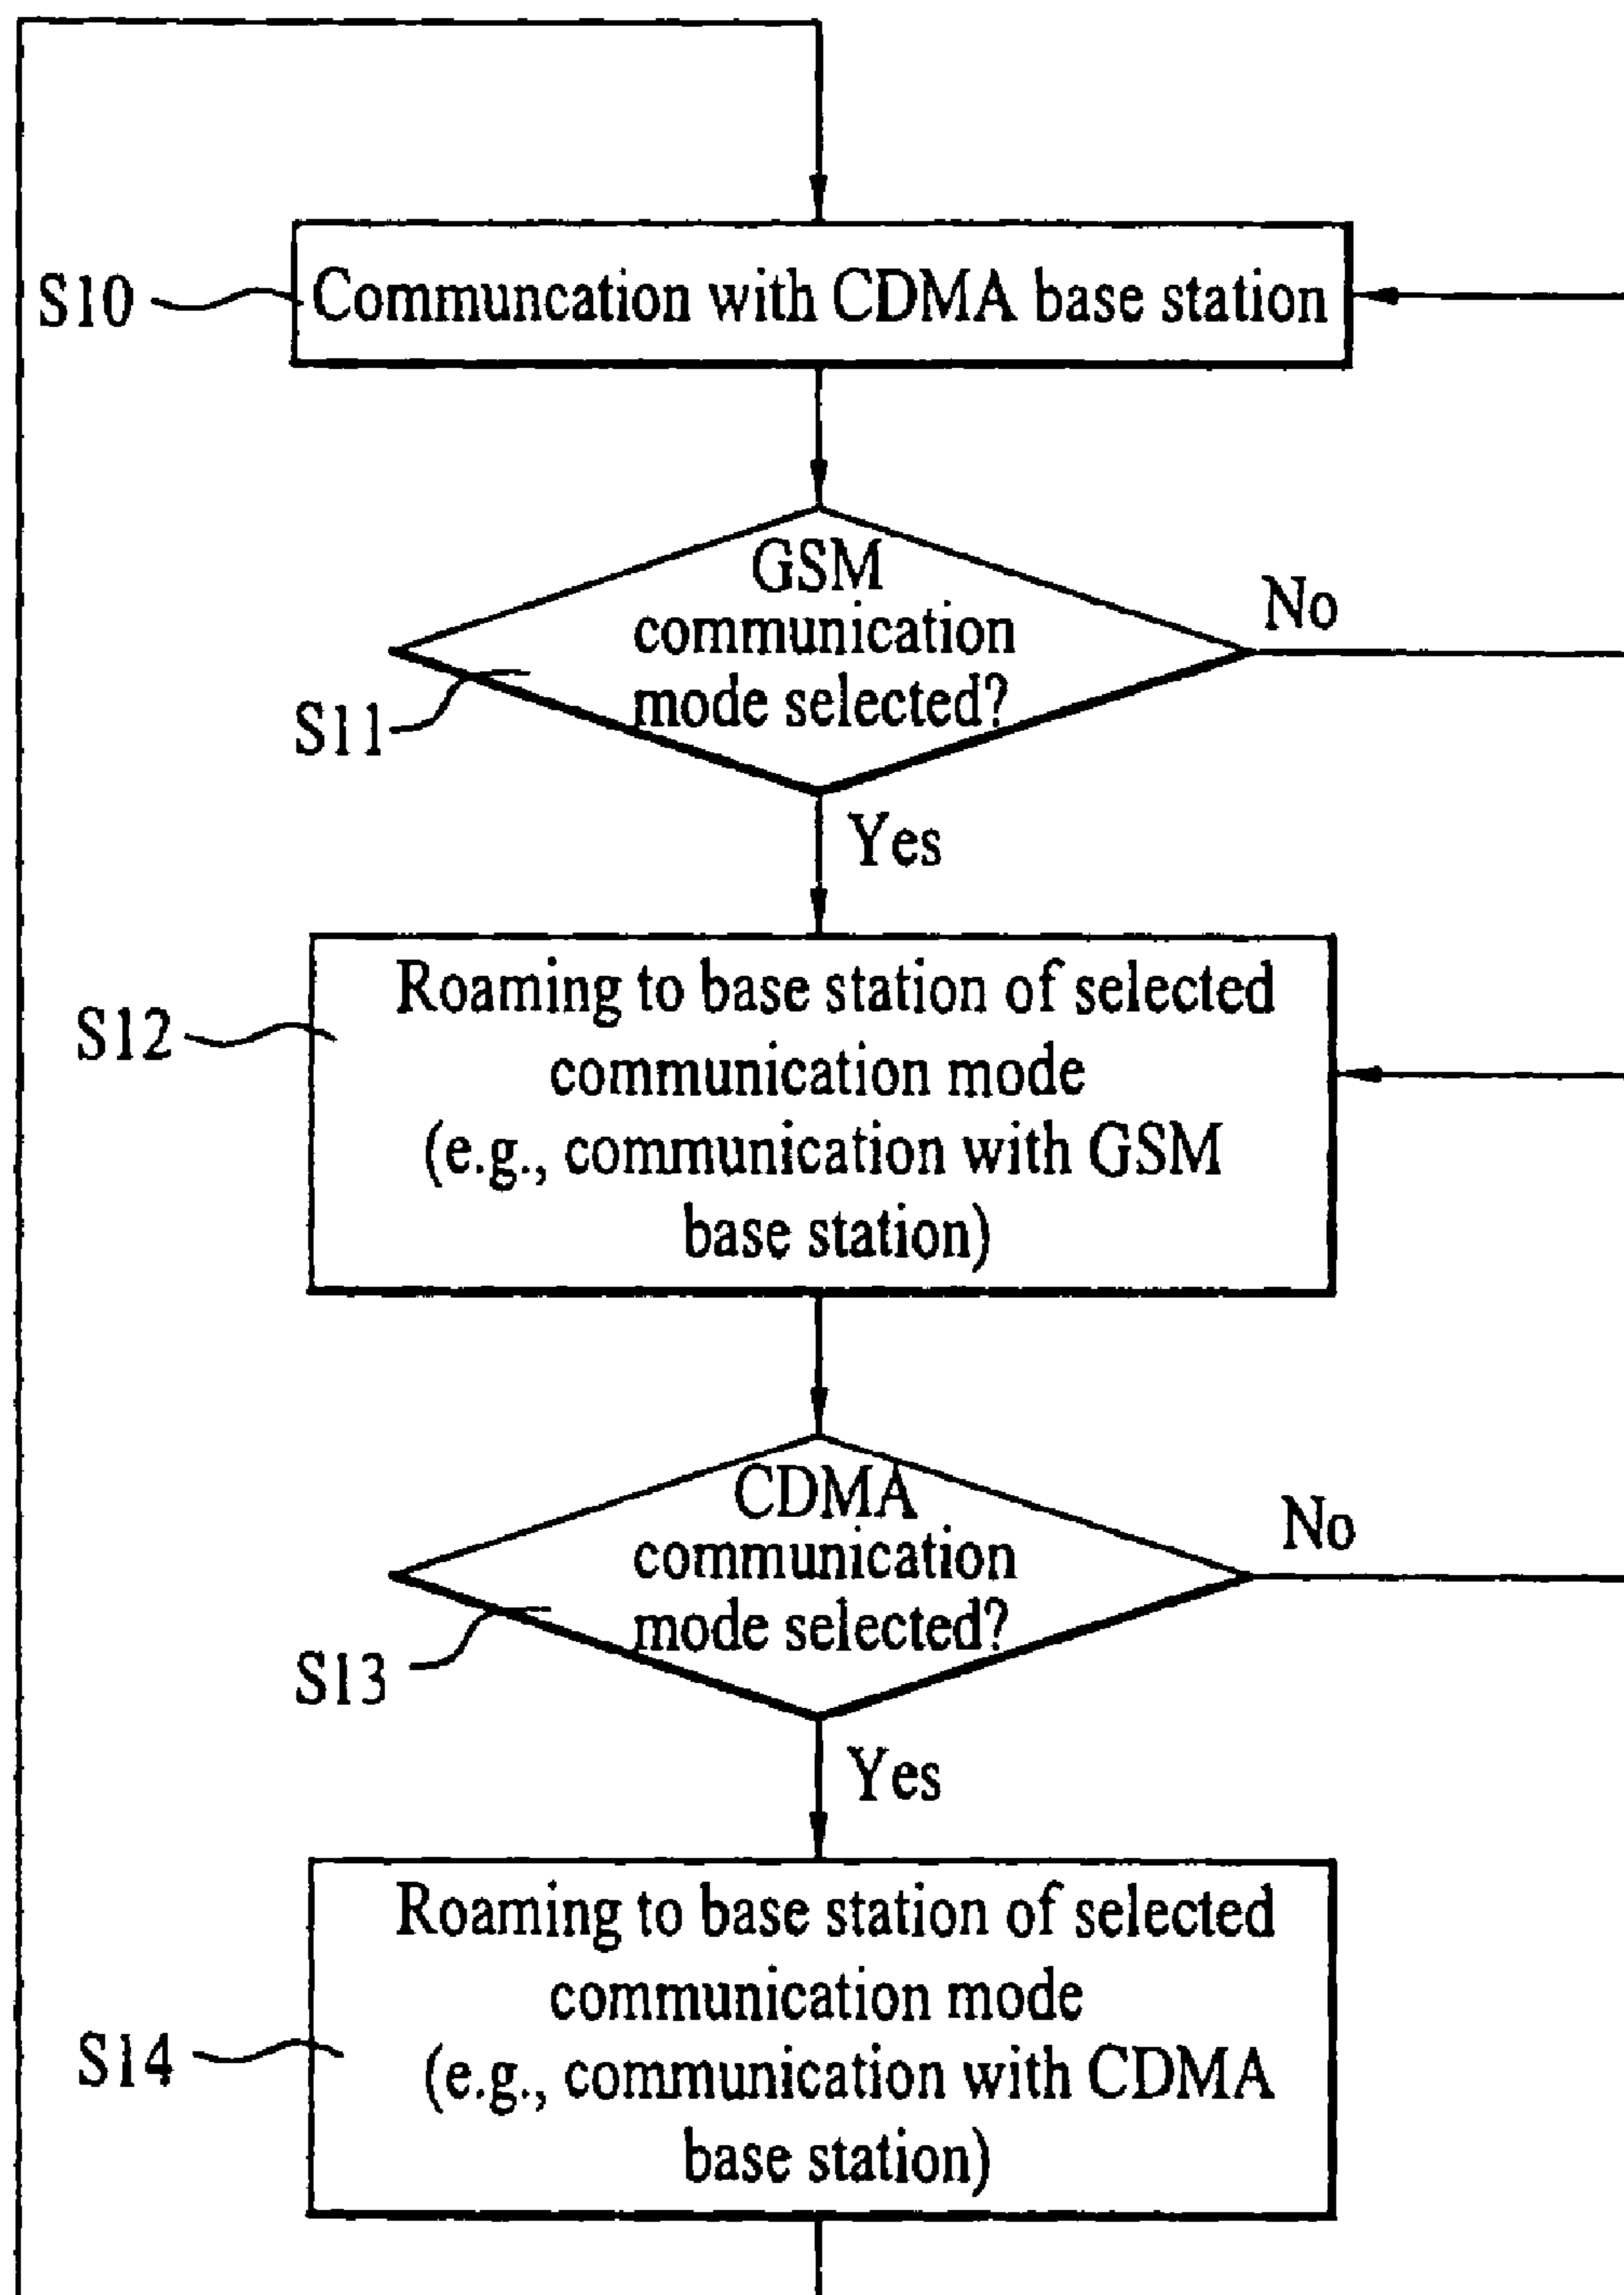 S10
Communcation with CDMA base station
GSM
communication
mode selected?
No
S11
Yes
Roaming to base station of selected
communication mode
(e.g., communication with GSM
base station)
S12
CDMA
communication
mode selected?
No
S13
Yes
Roaming to base station of selected
communication mode
(e.g., communication with CDMA
base station)
S14